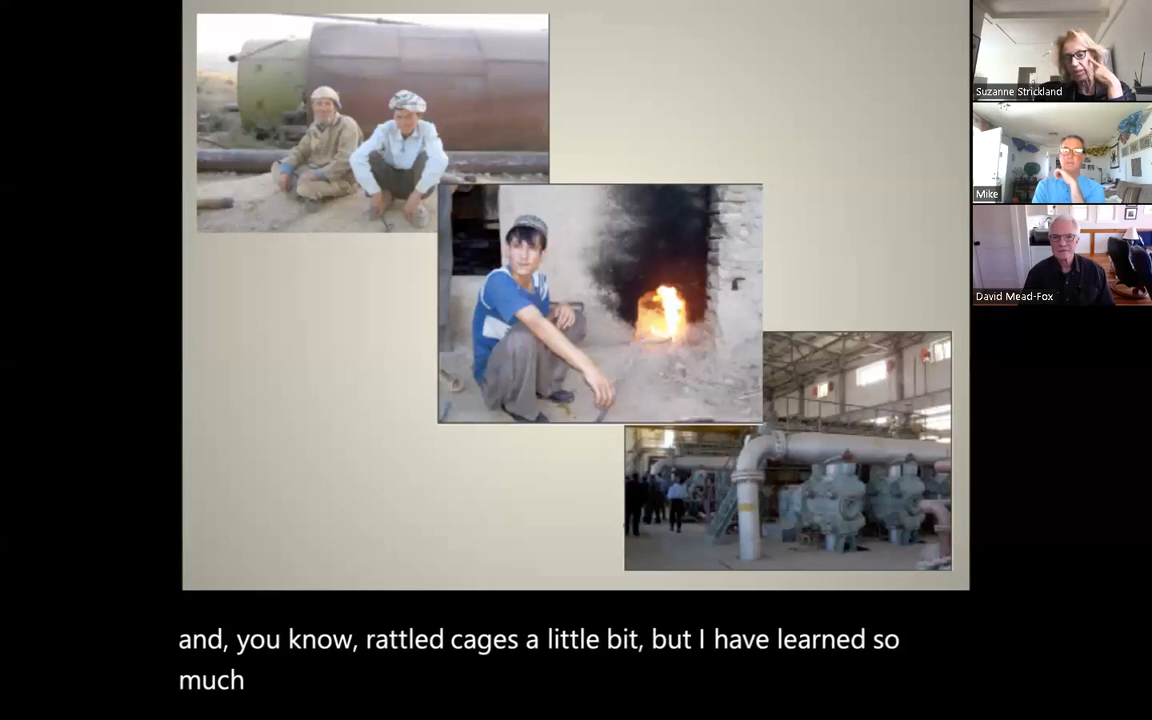 Suzanne Strickland
Mike
David Mead-Fox
and, you know, rattled cages a little bit, but I have learned so
much